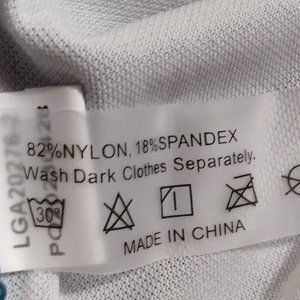 82%NYLON, 18%SPANDEX
Wash Dark Clothes Separately.
30°
MADE IN CHINA